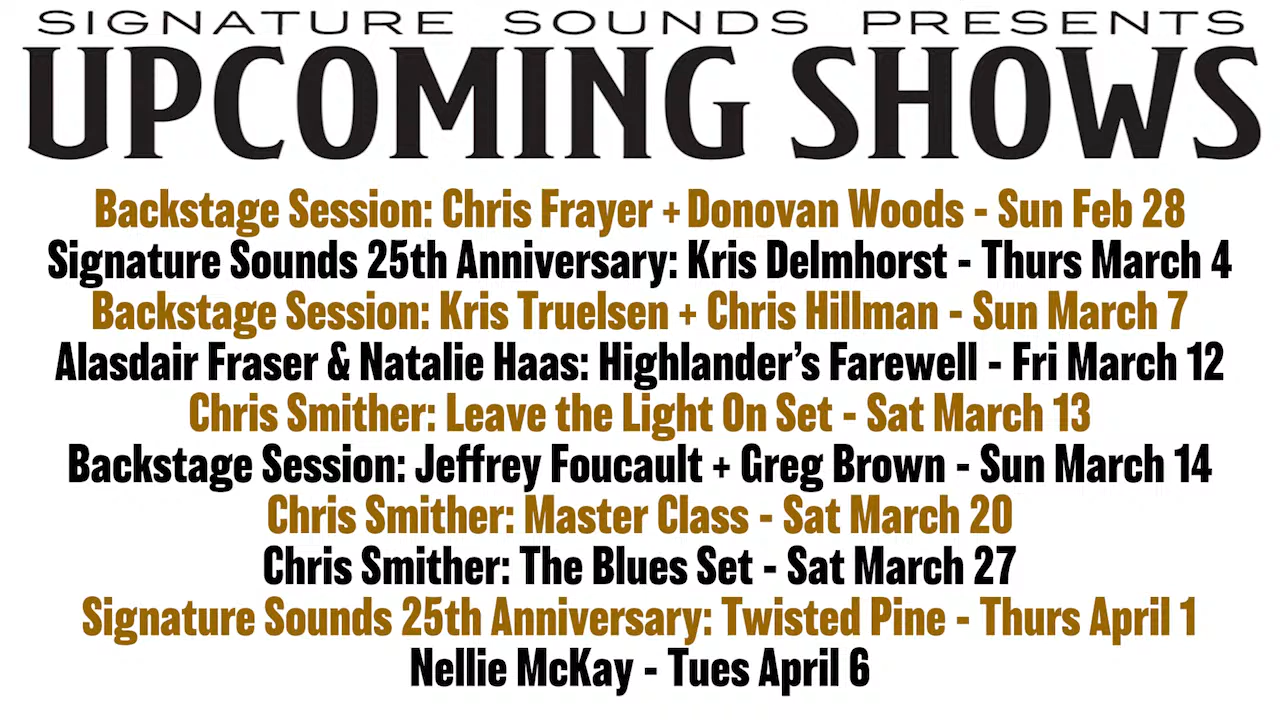 SIGNATURE SOUNDS PRESENTS
UPCOMING SHOWS
Backstage Session: Chris Frayer + Donovan Woods - Sun Feb 28
Signature Sounds 25th Anniversary: Kris Delmhorst - Thurs March 4
Backstage Session: Kris Truelsen + Chris Hillman - Sun March 7
Alasdair Fraser & Natalie Haas: Highlander’s Farewell - Fri March 12
Chris Smither: Leave the Light On Set - Sat March 13
Backstage Session: Jeffrey Foucault + Greg Brown - Sun March 14
Chris Smither: Master Class - Sat March 20
Chris Smither: The Blues Set - Sat March 27
Signature Sounds 25th Anniversary: Twisted Pine - Thurs April 1
Nellie McKay - Tues April 6